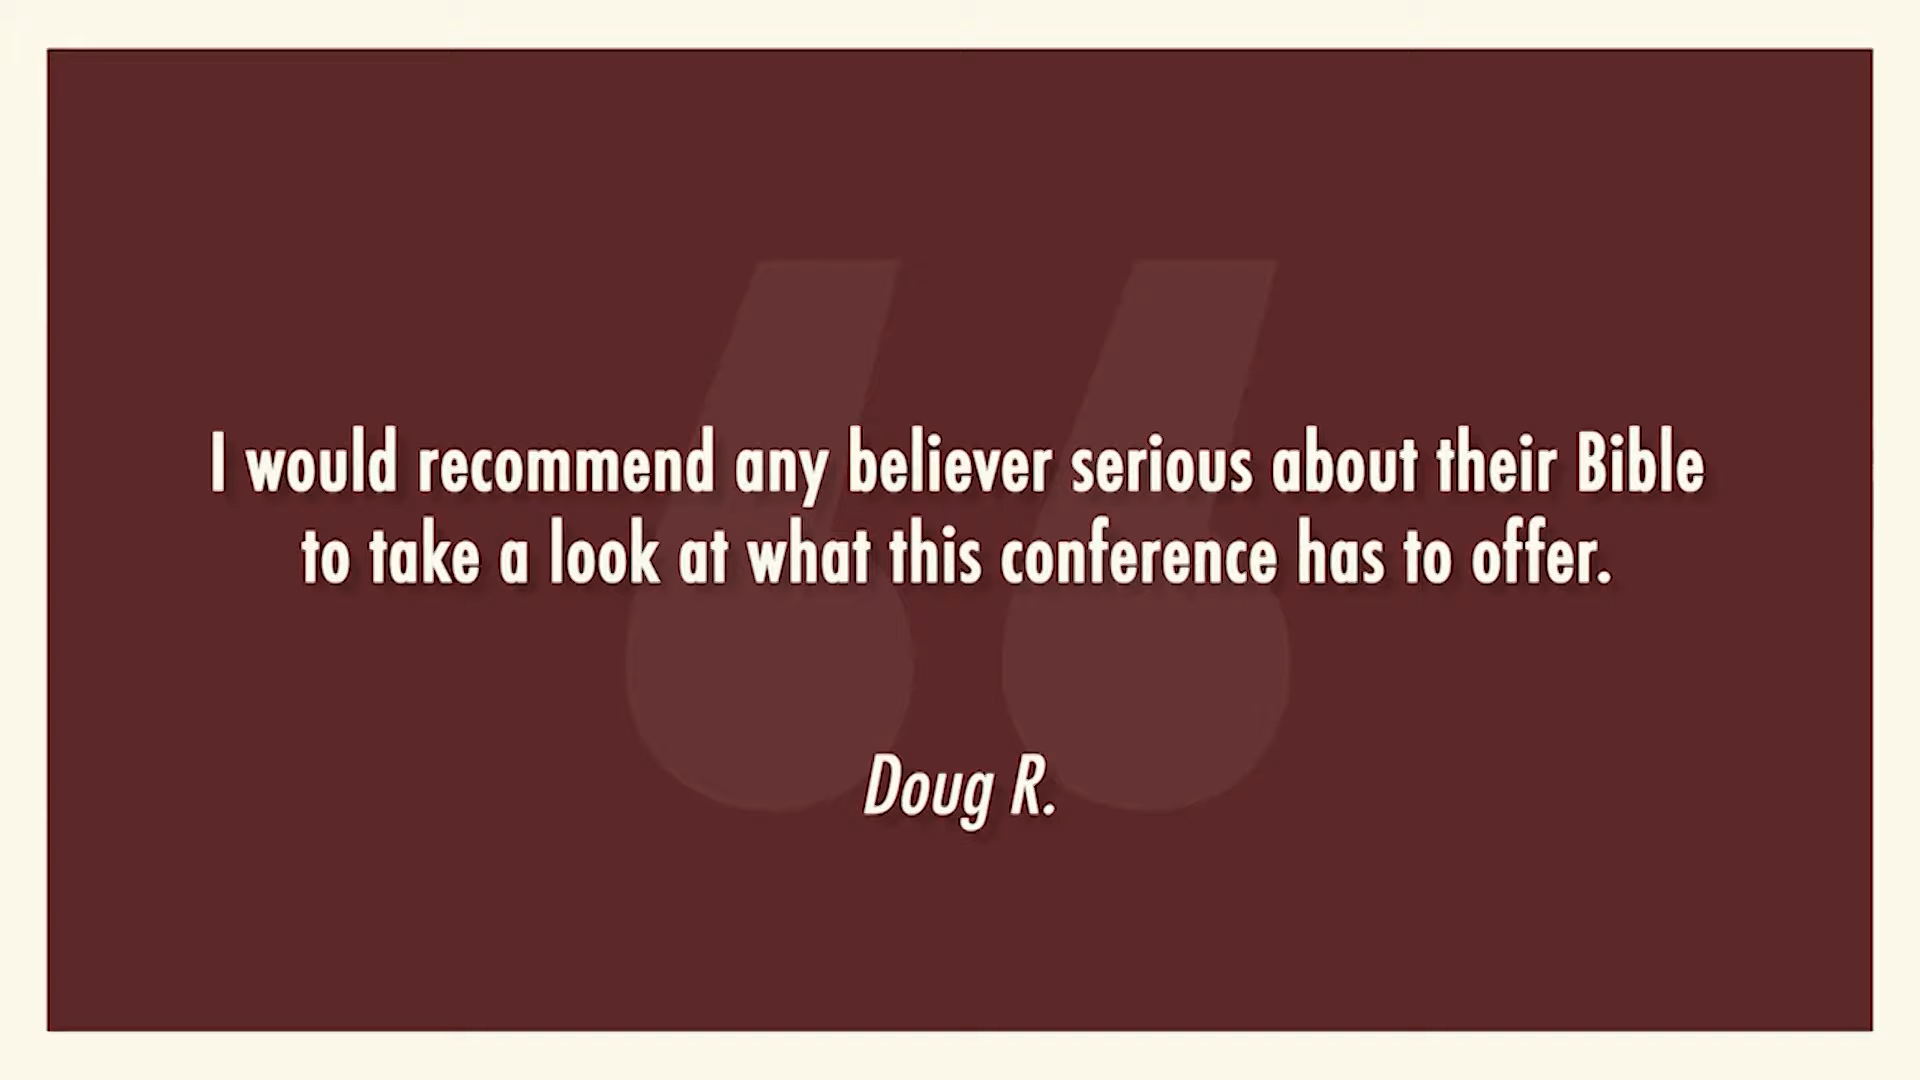 I would recommend any believer serious about their Bible
to take a look at what this conference has to offer.
Doug R.